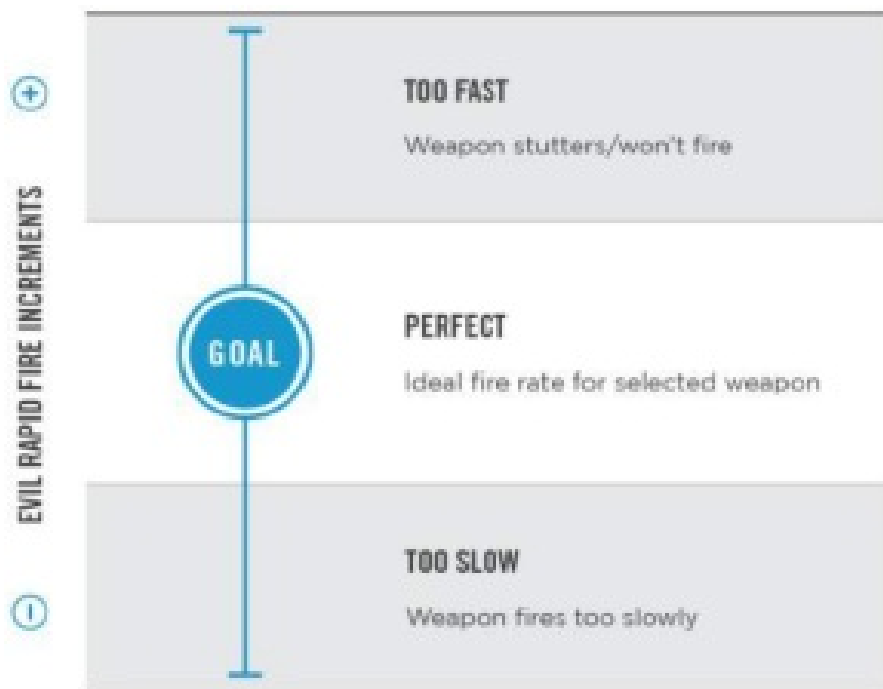 TOO FAST
Weapon stutters/won't fire
EVIL RAPID FIRE INCREMENTS
GOAL
PERFECT
Ideal fire rate for selected weapon
TOO SLOW
Weapon fires too slowly